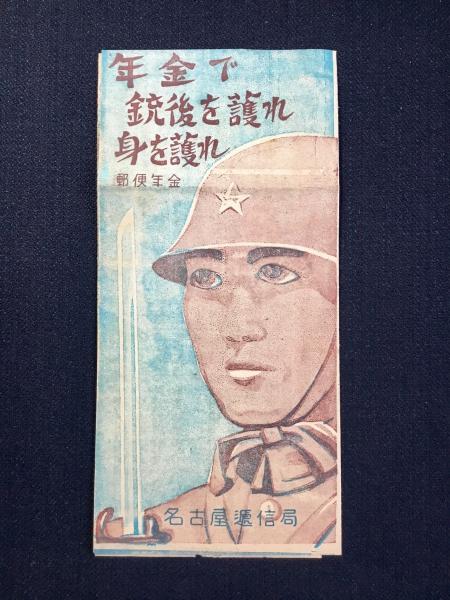 年金で
銃後を護れ
身を護れ
郵便年金
名古屋遞信局